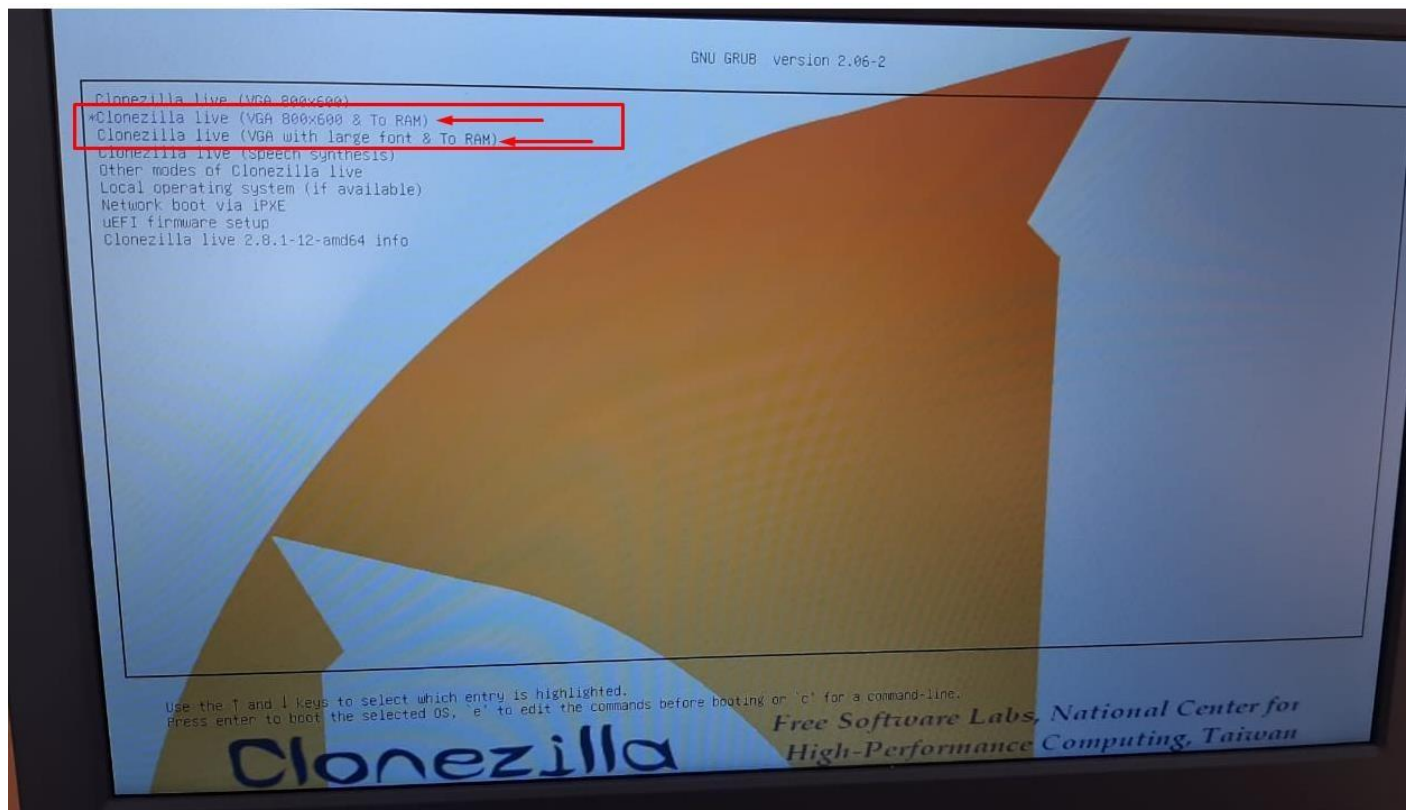 GNU GRUB version 2.06-2
Clonezilla live (VGA 800x600)
*Clonezilla live (VGA 800x600 & To RAM)
Clonezilla live (VGA with large font & To RAM)
Clonezilla live (Speech synthesis)
Other modes of Clonezilla live
Local operating system (if available)
Network boot via iPXE
uEFI firmware setup
Clonezilla live 2.8.1-12-amd64 info
Use the ↑ and ↓ keys to select which entry is highlighted.
Press enter to boot the selected OS, `e' to edit the commands before booting or `c' for a command-line.
Free Software Labs, National Center for
High-Performance Computing, Taiwan
Clonezilla